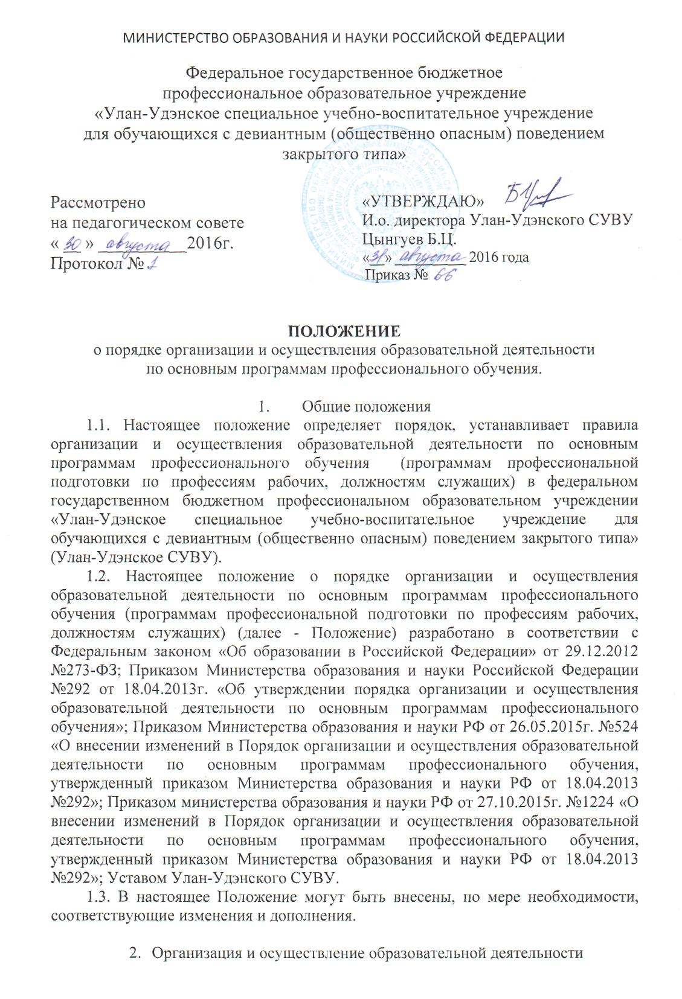 МИНИСТЕРСТВО ОБРАЗОВАНИЯ И НАУКИ РОССИЙСКОЙ ФЕДЕРАЦИИ
Федеральное государственное бюджетное
профессиональное образовательное учреждение
«Улан-Удэнское специальное учебно-воспитательное учреждение
для обучающихся с девиантным (общественно опасным) поведением
закрытого типа»
Рассмотрено
на педагогическом совете
« 30 » августа 2016г.
Протокол № 1
«УТВЕРЖДАЮ»
И.о. директора Улан-Удэнского СУВУ
Цынгуев Б.Ц.
«31» августа 2016 года
Приказ № 66
ПОЛОЖЕНИЕ
о порядке организации и осуществления образовательной деятельности
по основным программам профессионального обучения.
1. Общие положения
1.1. Настоящее положение определяет порядок, устанавливает правила
организации и осуществления образовательной деятельности по основным
программам профессионального обучения (программам профессиональной
подготовки по профессиям рабочих, должностям служащих) в федеральном
государственном бюджетном профессиональном образовательном учреждении
«Улан-Удэнское специальное учебно-воспитательное учреждение для
обучающихся с девиантным (общественно опасным) поведением закрытого типа»
(Улан-Удэнское СУВУ).
1.2. Настоящее положение о порядке организации и осуществления
образовательной деятельности по основным программам профессионального
обучения (программам профессиональной подготовки по профессиям рабочих,
должностям служащих) (далее - Положение) разработано в соответствии с
Федеральным законом «Об образовании в Российской Федерации» от 29.12.2012
№273-ФЗ; Приказом Министерства образования и науки Российской Федерации
№292 от 18.04.2013г. «Об утверждении порядка организации и осуществления
образовательной деятельности по основным программам профессионального
обучения»; Приказом Министерства образования и науки РФ от 26.05.2015г. №524
«О внесении изменений в Порядок организации и осуществления образовательной
деятельности по основным программам профессионального обучения,
утвержденный приказом Министерства образования и науки РФ от 18.04.2013
№292»; Приказом министерства образования и науки РФ от 27.10.2015г. №1224 «О
внесении изменений в Порядок организации и осуществления образовательной
деятельности по основным программам профессионального обучения,
утвержденный приказом Министерства образования и науки РФ от 18.04.2013
№292»; Уставом Улан-Удэнского СУВУ.
1.3. В настоящее Положение могут быть внесены, по мере необходимости,
соответствующие изменения и дополнения.
2. Организация и осуществление образовательной деятельности